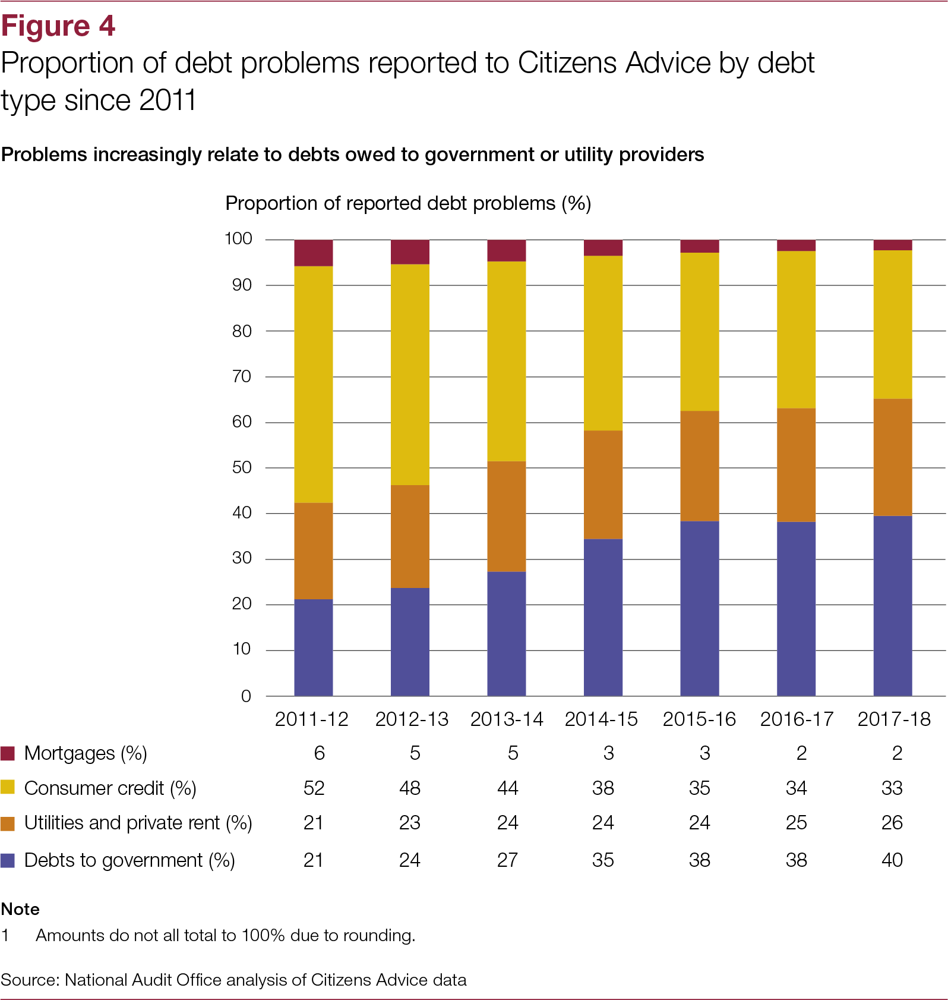 Figure 4
Proportion of debt problems reported to Citizens Advice by debt
type since 2011
Problems increasingly relate to debts owed to government or utility providers
Proportion of reported debt problems (%)
100
90
80
70
60
50
40
30
20
10
0
2011-12 2012-13 2013-14 2014-15 2015-16 2016-17 2017-18
Mortgages (%) 6 5 5 3 3 2 2
Consumer credit (%) 52 48 44 38 35 34 33
Utilities and private rent (%) 21 23 24 24 24 25 26
Debts to government (%) 21 24 27 35 38 38 40
Note
1 Amounts do not all total to 100% due to rounding.
Source: National Audit Office analysis of Citizens Advice data